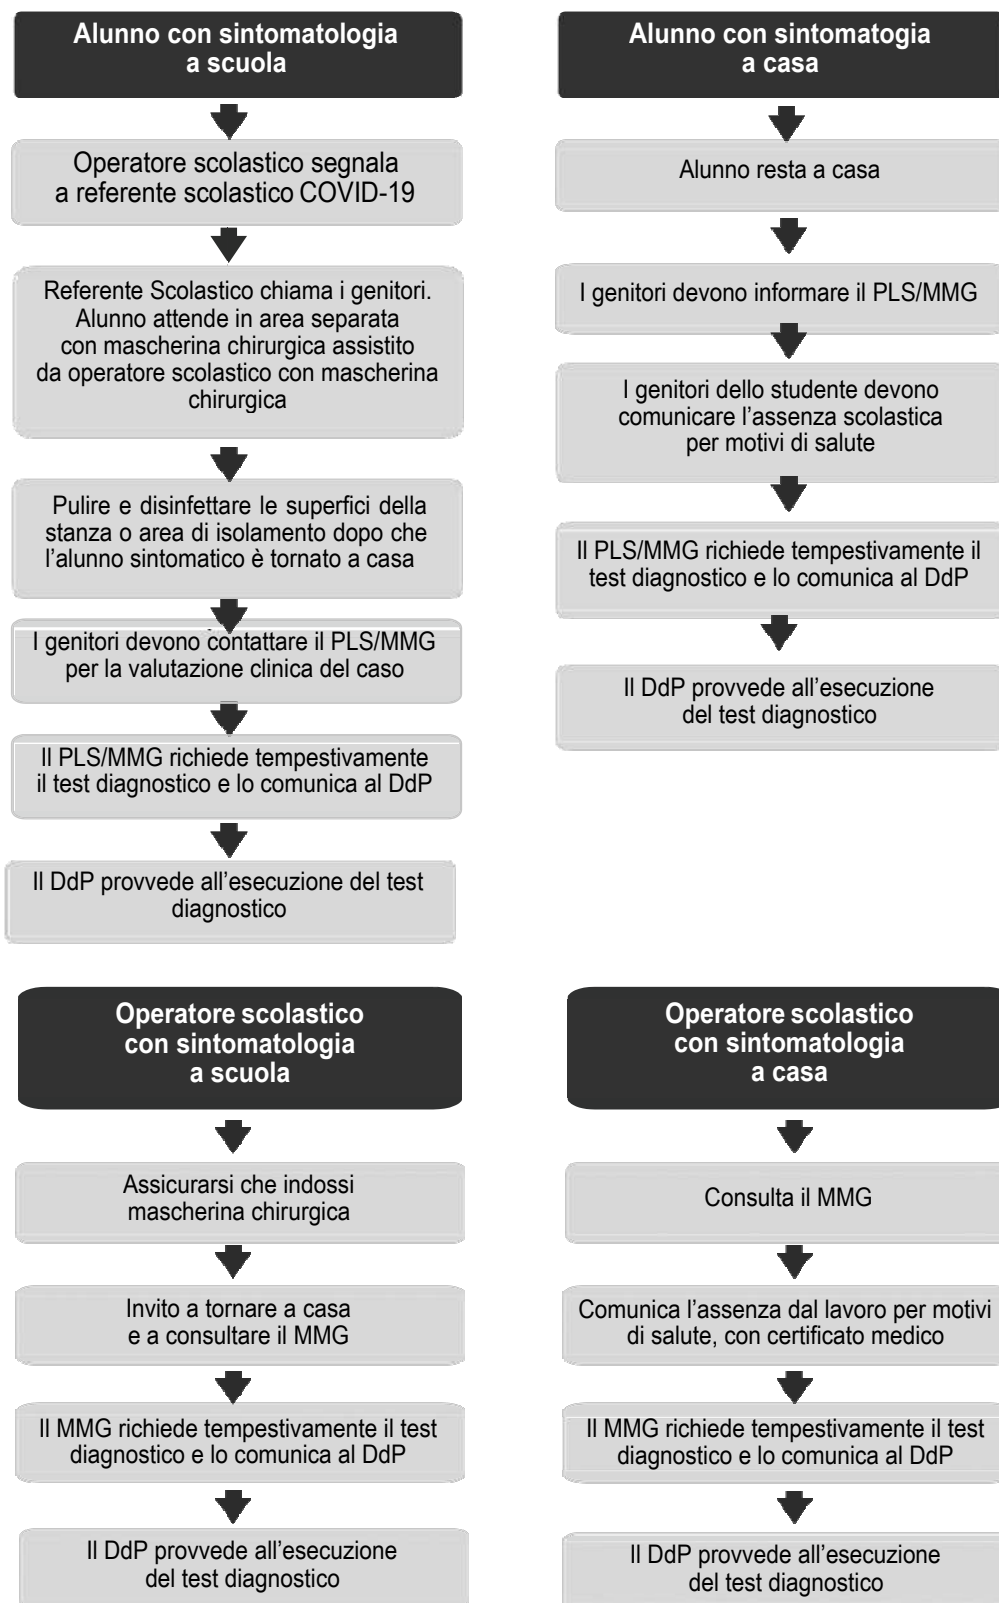 Alunno con sintomatologia
a scuola
Operatore scolastico segnala
a referente scolastico COVID-19
Referente Scolastico chiama i genitori.
Alunno attende in area separata
con mascherina chirurgica assistito
da operatore scolastico con mascherina
chirurgica
Pulire e disinfettare le superfici della
stanza o area di isolamento dopo che
l’alunno sintomatico è tornato a casa
I genitori devono contattare il PLS/MMG
per la valutazione clinica del caso
Il PLS/MMG richiede tempestivamente
il test diagnostico e lo comunica al DdP
Il DdP provvede all’esecuzione del test
diagnostico
Alunno con sintomatogia
a casa
Alunno resta a casa
I genitori devono informare il PLS/MMG
I genitori dello studente devono
comunicare l’assenza scolastica
per motivi di salute
Il PLS/MMG richiede tempestivamente il
test diagnostico e lo comunica al DdP
Il DdP provvede all’esecuzione
del test diagnostico
Operatore scolastico
con sintomatologia
a scuola
Assicurarsi che indossi
mascherina chirurgica
Invito a tornare a casa
e a consultare il MMG
Il MMG richiede tempestivamente il test
diagnostico e lo comunica al DdP
Il DdP provvede all’esecuzione
del test diagnostico
Operatore scolastico
con sintomatologia
a casa
Consulta il MMG
Comunica l’assenza dal lavoro per motivi
di salute, con certificato medico
Il MMG richiede tempestivamente il test
diagnostico e lo comunica al DdP
Il DdP provvede all’esecuzione
del test diagnostico